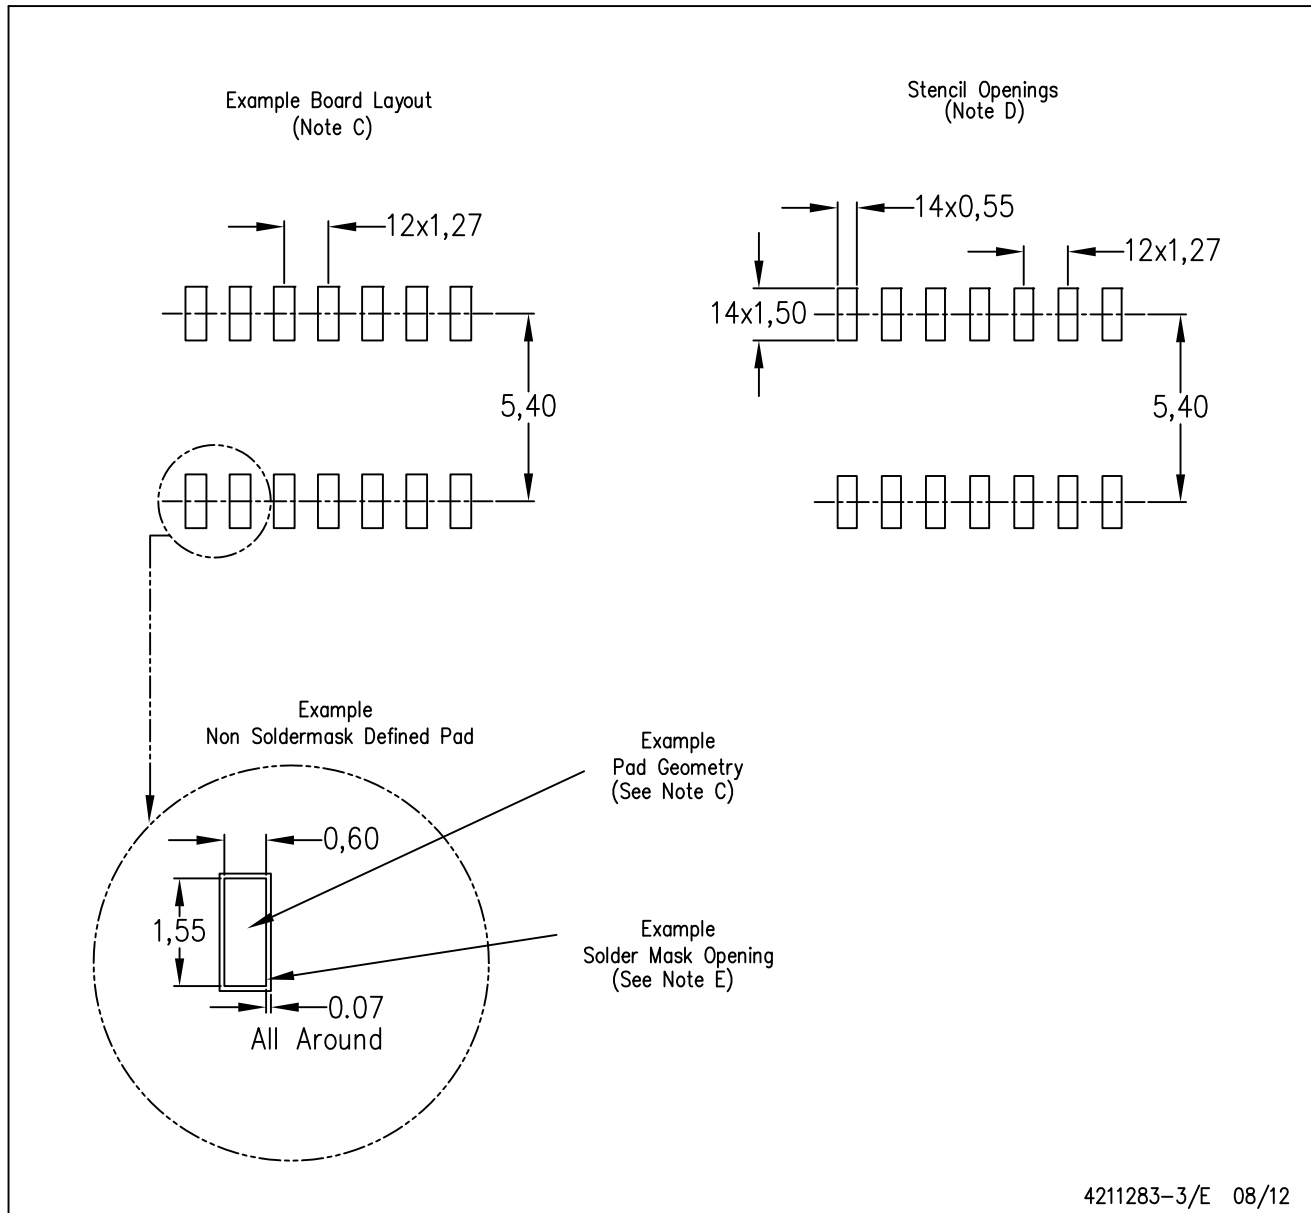 Example Board Layout
(Note C)
Stencil Openings
(Note D)
12x1,27
5,40
14x0,55
12x1,27
14x1,50
5,40
Example
Non Soldermask Defined Pad
Example
Pad Geometry
(See Note C)
0,60
1,55
Example
Solder Mask Opening
(See Note E)
0.07
All Around
4211283-3/E 08/12